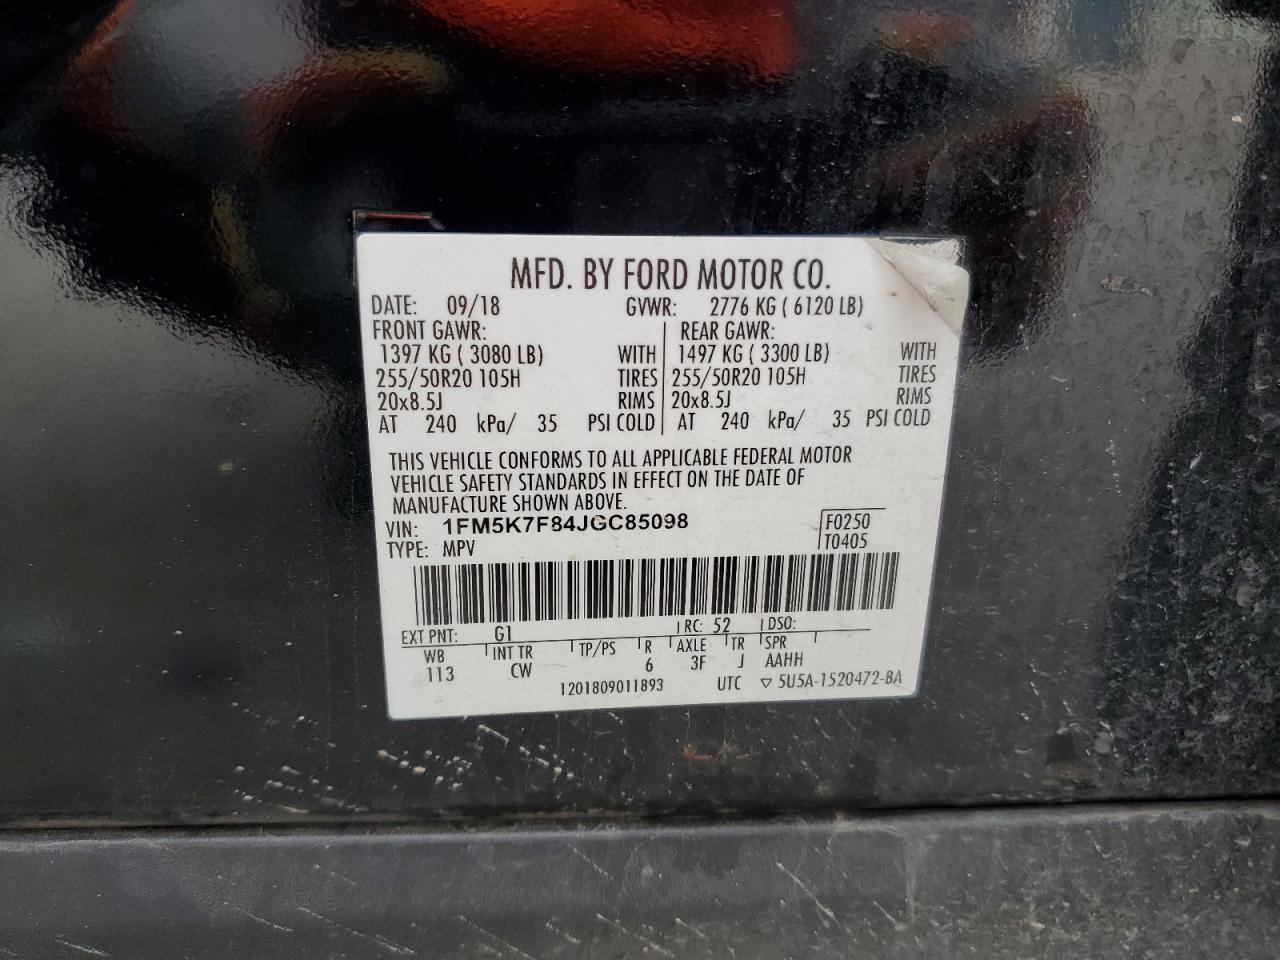 MFD. BY FORD MOTOR CO.
DATE: 09/18 GVWR: 2776 KG ( 6120 LB)
FRONT GAWR: REAR GAWR:
1397 KG ( 3080 LB) WITH 1497 KG ( 3300 LB) WITH
255/50R20 105H TIRES 255/50R20 105H TIRES
20x8.5J RIMS 20x8.5J RIMS
AT 240 kPa/ 35 PSI COLD AT 240 kPa/ 35 PSI COLD
THIS VEHICLE CONFORMS TO ALL APPLICABLE FEDERAL MOTOR
VEHICLE SAFETY STANDARDS IN EFFECT ON THE DATE OF
MANUFACTURE SHOWN ABOVE.
VIN: 1FM5K7F84JGC85098 F0250
TYPE: MPV T0405
EXT PNT: G1 RC: 52 DSO:
WB INT TR TP/PS R AXLE TR SPR
113 CW 6 3F J AAHH
1201809011893 UTC ▽ 5U5A-1520472-BA